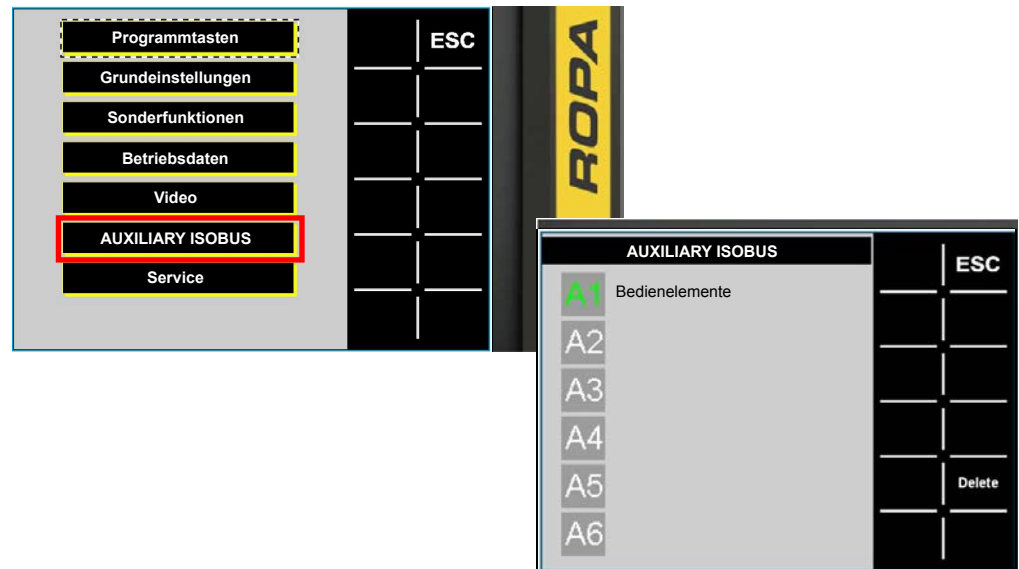 Programmtasten
ESC
Grundeinstellungen
Sonderfunktionen
Betriebsdaten
Video
AUXILIARY ISOBUS
Service
ROPA
AUXILIARY ISOBUS
ESC
A1 Bedienelemente
A2
A3
A4
A5
Delete
A6